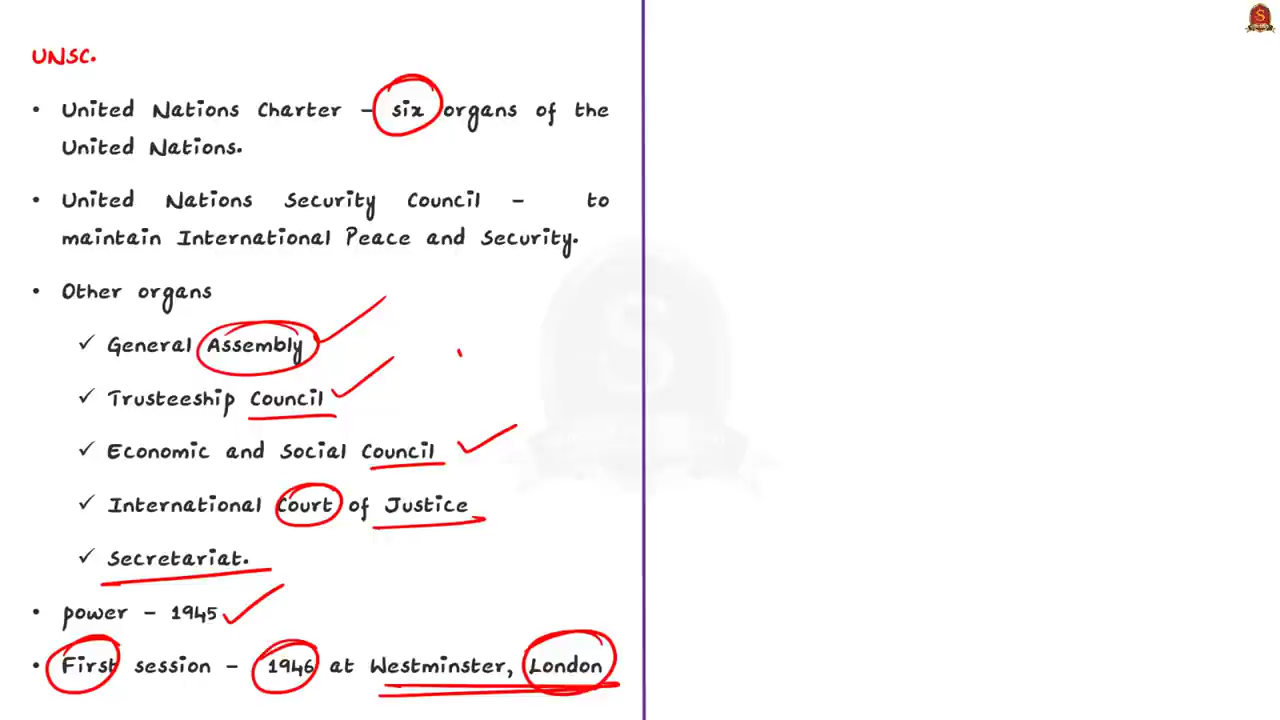 UNSC.
• United Nations Charter – six organs of the
United Nations.
• United Nations Security Council – to
maintain International Peace and Security.
• Other organs
✓ General Assembly
✓ Trusteeship Council
✓ Economic and Social Council
✓ International Court of Justice
✓ Secretariat.
• power – 1945
• First session – 1946 at Westminster, London
S
S